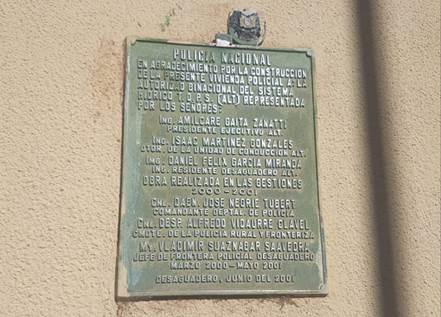 POLICIA NACIONAL
EN AGRADECIMIENTO POR LA CONSTRUCCION
DE LA PRESENTE VIVIENDA POLICIAL A LA
AUTORIDAD BINACIONAL DEL SISTEMA
HIDRICO T.D.P.S. (ALT) REPRESENTADA
POR LOS SEÑORES:
ING. AMILCARE GAITA ZANATTI
PRESIDENTE EJECUTIVO ALT.
ING. ISAAC MARTINEZ GONZALES
DTOR. DE LA UNIDAD DE CONDUCCION ALT.
ING. DANIEL FELIX GARCIA MIRANDA
ING. RESIDENTE DESAGUADERO ALT.
OBRA REALIZADA EN LAS GESTIONES
2000-2001
CNL. DAEN. JOSE NEGRIE TUBERT
COMANDANTE DEPTAL. DE POLICIA
CNL. DESP. ALFREDO VIDAURRE CLAVEL
CMDTE. DE LA POLICIA RURAL Y FRONTERIZA
MY. VLADIMIR SUAZNABAR SAAVEDRA
JEFE DE FRONTERA POLICIAL DESAGUADERO
MARZO 2000-MAYO 2001
DESAGUADERO, JUNIO DEL 2001